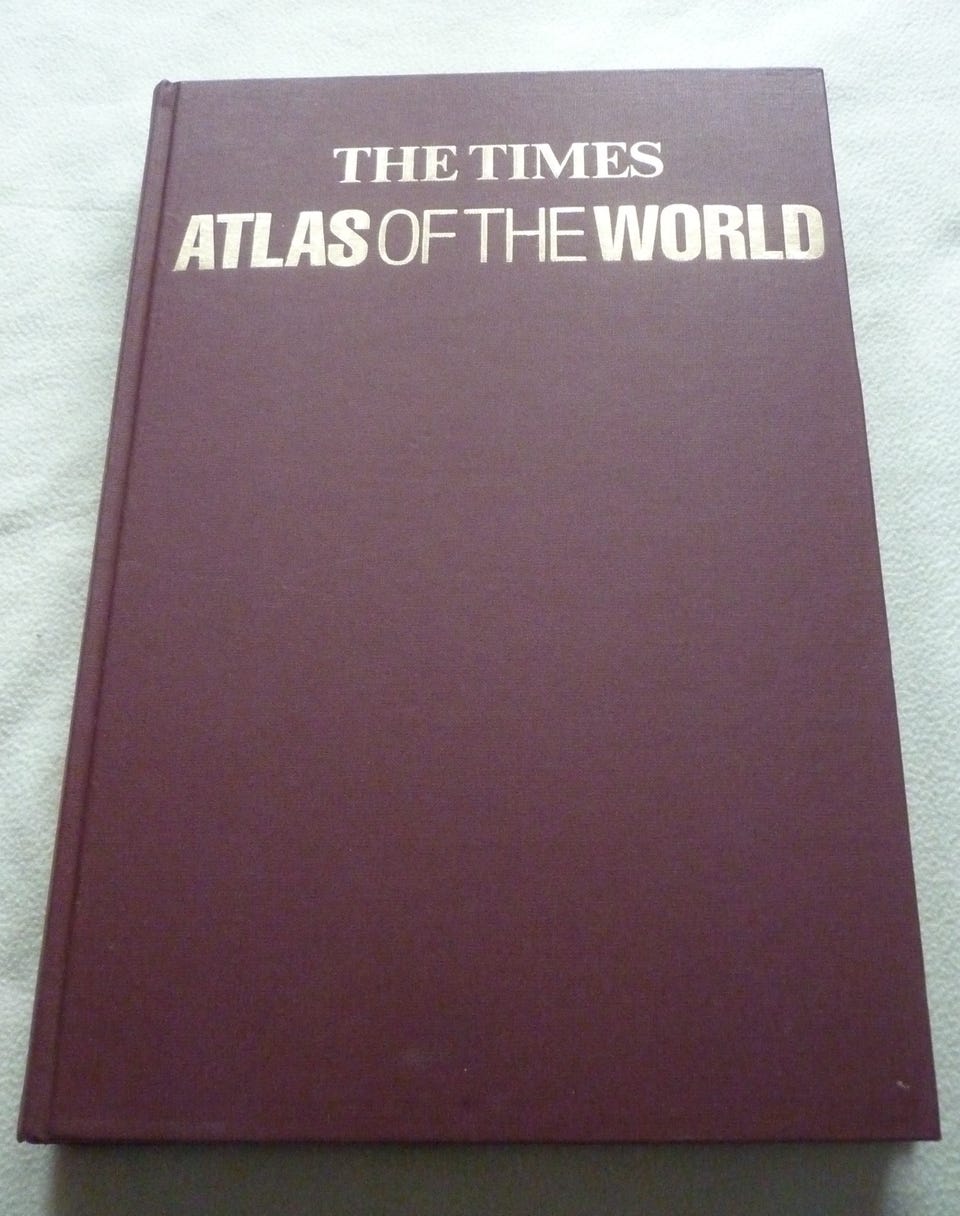 THE TIMES
ATLAS OF THE WORLD